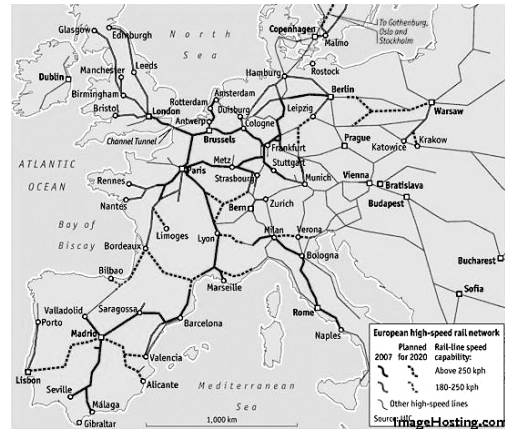 Glasgow
Edinburgh
North
Sea
Copenhagen
To Gothenburg,
Oslo and
Stockholm
Malmo
Dublin
Manchester
Leeds
Birmingham
Bristol
London
Channel Tunnel
Hamburg
Rostock
Amsterdam
Rotterdam
Duisburg
Antwerp
Cologne
Brussels
Berlin
Leipzig
Warsaw
Frankfurt
Prague
Katowice
Krakow
ATLANTIC
OCEAN
Rennes
Nantes
Paris
Metz
Strasbourg
Stuttgart
Munich
Vienna
Bratislava
Budapest
Bern
Zurich
Bay of
Biscay
Limoges
Lyon
Milan
Verona
Bologna
Bordeaux
Bilbao
Marseille
Bucharest
Sofia
Valladolid
Saragossa
Porto
Madrid
Barcelona
Rome
Naples
Lisbon
Valencia
Alicante
Seville
Málaga
Gibraltar
Mediterranean
Sea
1,000 km
European high-speed rail network
2007
Planned
for 2020
Rail-line speed
capability:
Above 250 kph
180-250 kph
Other high-speed lines
Source: UIC
ImageHosting.com